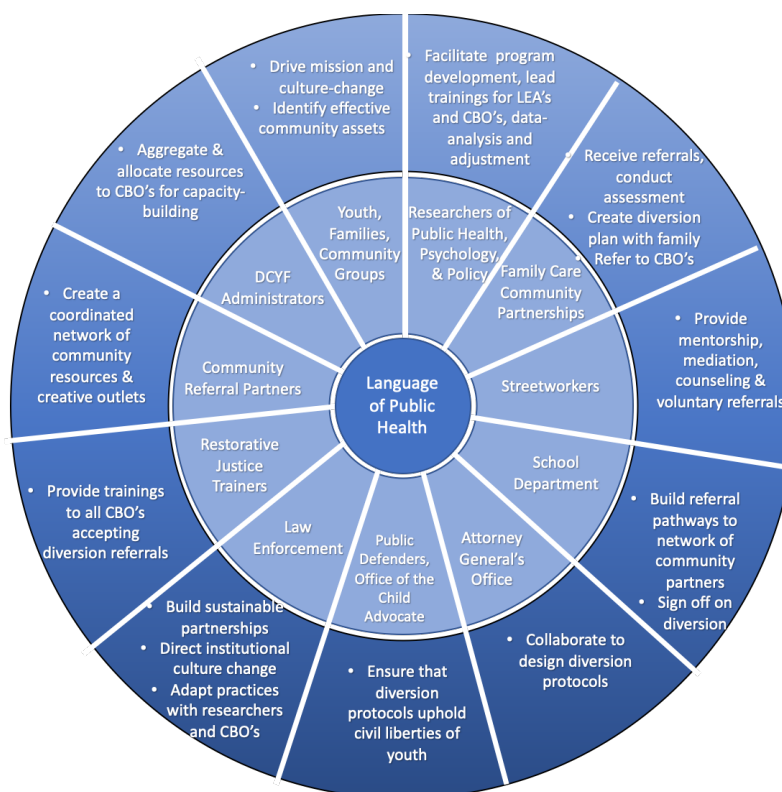 • Drive mission and
culture-change
• Identify effective
community assets
• Facilitate program
development, lead
trainings for LEA's
and CBO's, data-
analysis and
adjustment
• Receive referrals,
conduct
assessment
• Create diversion
plan with family
• Refer to CBO's
• Provide
mentorship,
mediation,
counseling &
voluntary referrals
• Build referral
pathways to
network of
community
partners
• Sign off on
diversion
• Collaborate to
design diversion
protocols
• Ensure that
diversion
protocols uphold
civil liberties of
youth
• Build sustainable
partnerships
• Direct institutional
culture change
• Adapt practices
with researchers
and CBO's
• Provide trainings
to all CBO's
accepting
diversion referrals
• Create a
coordinated
network of
community
resources &
creative outlets
• Aggregate &
allocate resources
to CBO's for
capacity-
building
Youth,
Families,
Community
Groups
Researchers of
Public Health,
Psychology,
& Policy
Family Care
Community
Partnerships
Streetworkers
School
Department
Attorney
General's
Office
Public
Defenders,
Office of the
Child
Advocate
Law
Enforcement
Restorative
Justice
Trainers
Community
Referral Partners
DCYF
Administrators
Language
of Public
Health